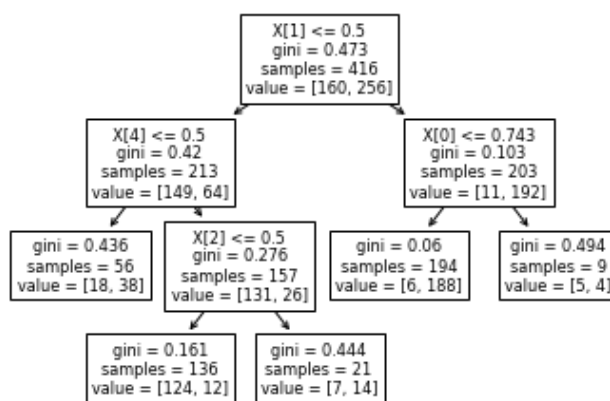 X[1] <= 0.5
gini = 0.473
samples = 416
value = [160, 256]
X[4] <= 0.5
gini = 0.42
samples = 213
value = [149, 64]
X[0] <= 0.743
gini = 0.103
samples = 203
value = [11, 192]
gini = 0.436
samples = 56
value = [18, 38]
X[2] <= 0.5
gini = 0.276
samples = 157
value = [131, 26]
gini = 0.06
samples = 194
value = [6, 188]
gini = 0.494
samples = 9
value = [5, 4]
gini = 0.161
samples = 136
value = [124, 12]
gini = 0.444
samples = 21
value = [7, 14]